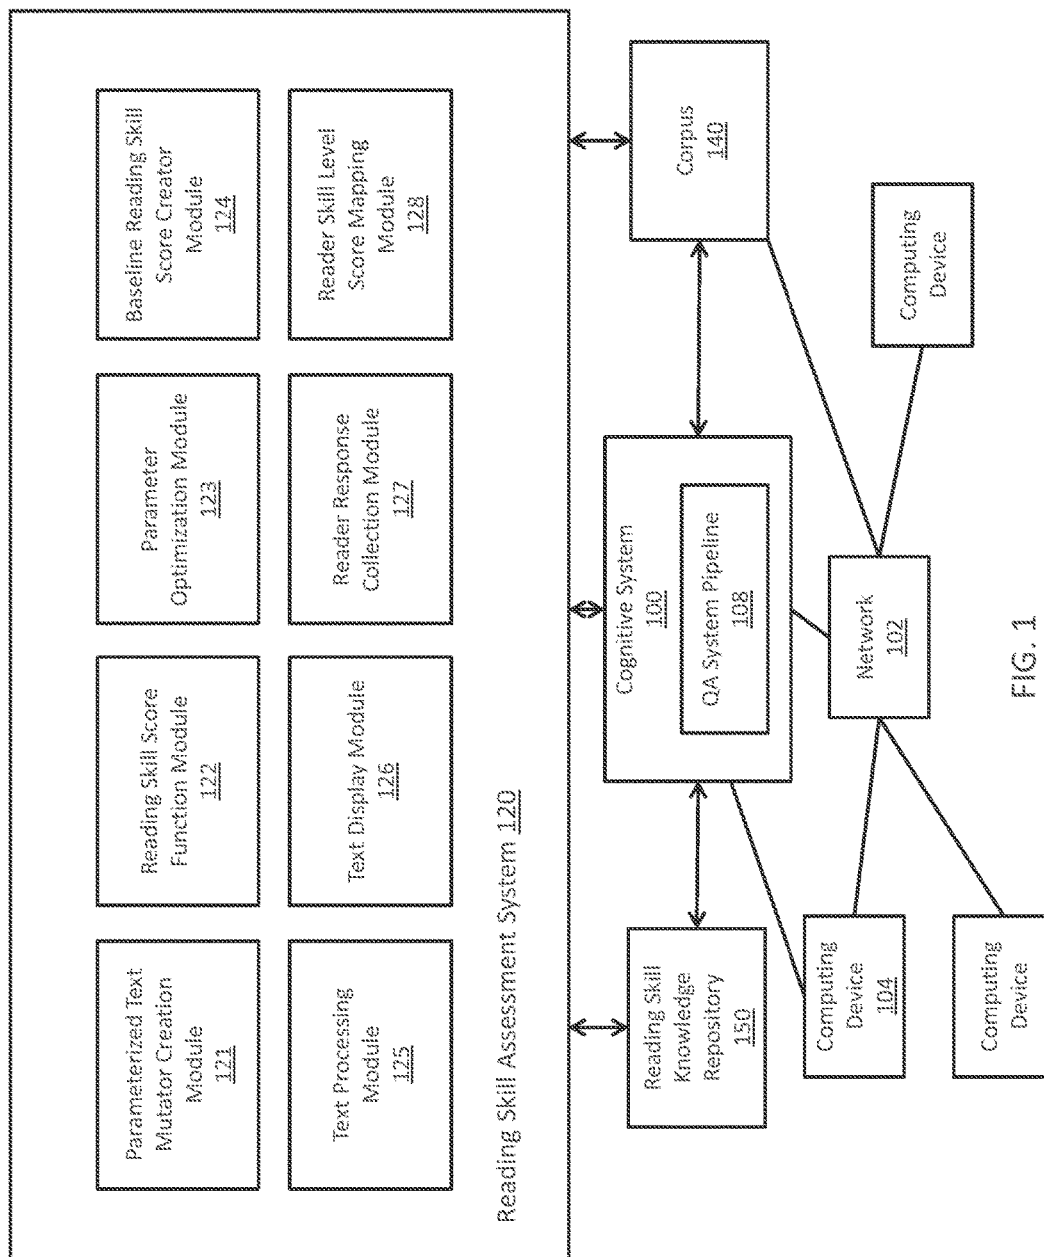 Parameterized Text
Mutator Creation
Module
121
Reading Skill Score
Function Module
122
Parameter
Optimization Module
123
Baseline Reading Skill
Score Creator
Module
124
Text Processing
Module
125
Text Display Module
126
Reader Response
Collection Module
127
Reader Skill Level
Score Mapping
Module
128
Reading Skill Assessment System 120
Reading Skill
Knowledge
Repository
150
Cognitive System
100
QA System Pipeline
108
Corpus
140
Computing
Device
104
Network
102
Computing
Device
Computing
Device
FIG. 1